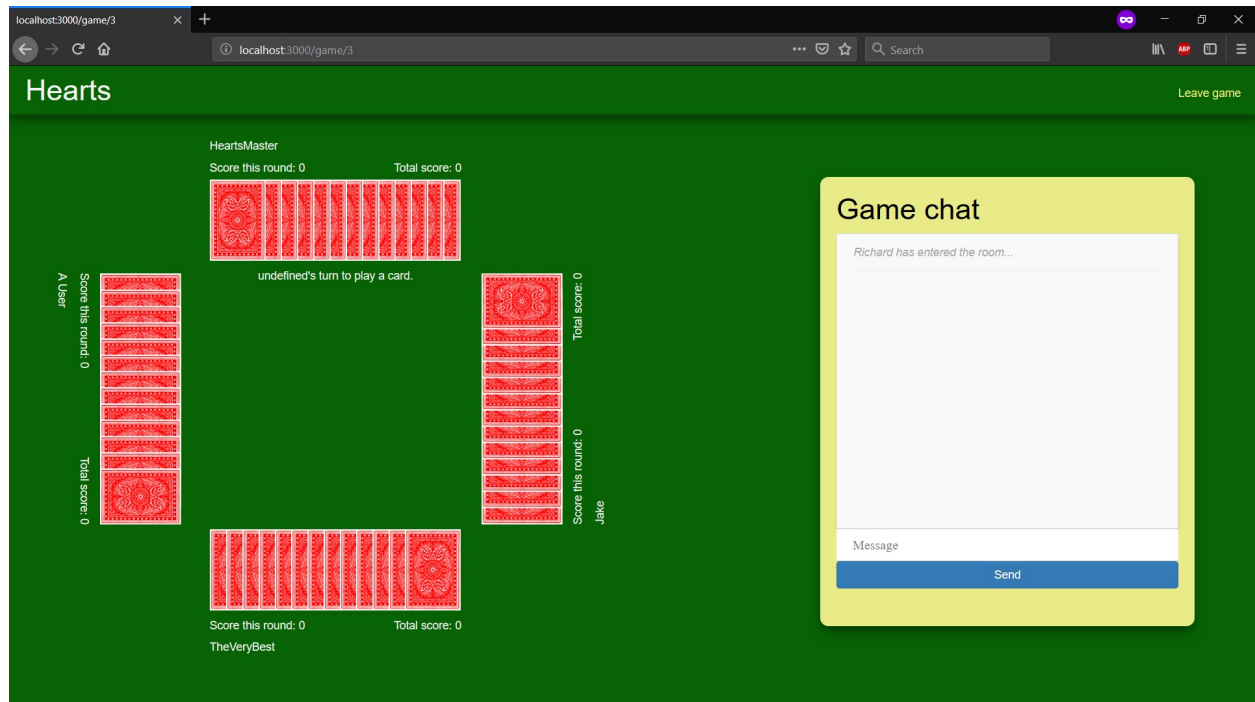 localhost:3000/game/3
localhost:3000/game/3
Search
ABP
Hearts
Leave game
HeartsMaster
Score this round: 0
Total score: 0
undefined's turn to play a card.
A User
Score this round: 0
Total score: 0
Total score: 0
Score this round: 0
Jake
Score this round: 0
Total score: 0
TheVeryBest
Game chat
Richard has entered the room...
Message
Send